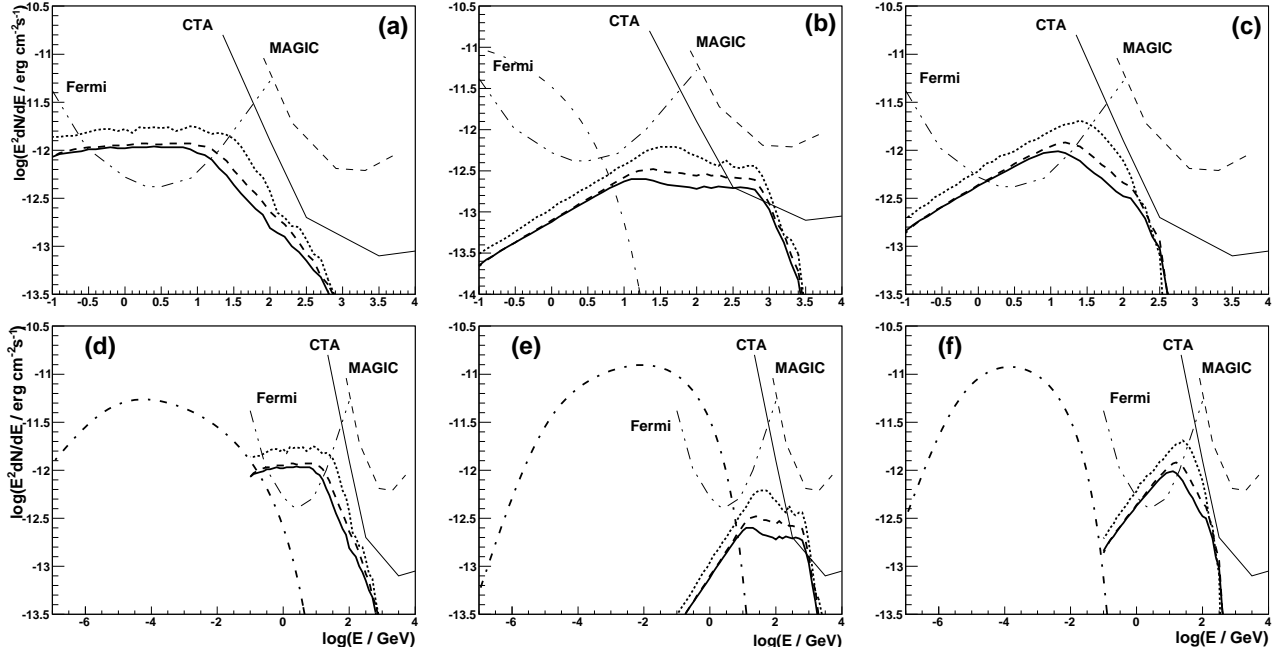 log(E²dN/dE / erg cm⁻²s⁻¹)
-10.5
-11
-11.5
-12
-12.5
-13
-13.5
-1 -0.5 0 0.5 1 1.5 2 2.5 3 3.5 4
Fermi
CTA
MAGIC
(a)
-10.5
-11
-11.5
-12
-12.5
-13
-13.5
-14
-1 -0.5 0 0.5 1 1.5 2 2.5 3 3.5 4
Fermi
CTA
MAGIC
(b)
-10.5
-11
-11.5
-12
-12.5
-13
-13.5
-1 -0.5 0 0.5 1 1.5 2 2.5 3 3.5 4
Fermi
CTA
MAGIC
(c)
log(E²dN/dE / erg cm⁻²s⁻¹)
-10.5
-11
-11.5
-12
-12.5
-13
-13.5
-6 -4 -2 0 2 4
log(E / GeV)
(d)
Fermi
CTA
MAGIC
-10.5
-11
-11.5
-12
-12.5
-13
-13.5
-6 -4 -2 0 2 4
log(E / GeV)
(e)
Fermi
CTA
MAGIC
-10.5
-11
-11.5
-12
-12.5
-13
-13.5
-6 -4 -2 0 2 4
log(E / GeV)
(f)
Fermi
CTA
MAGIC